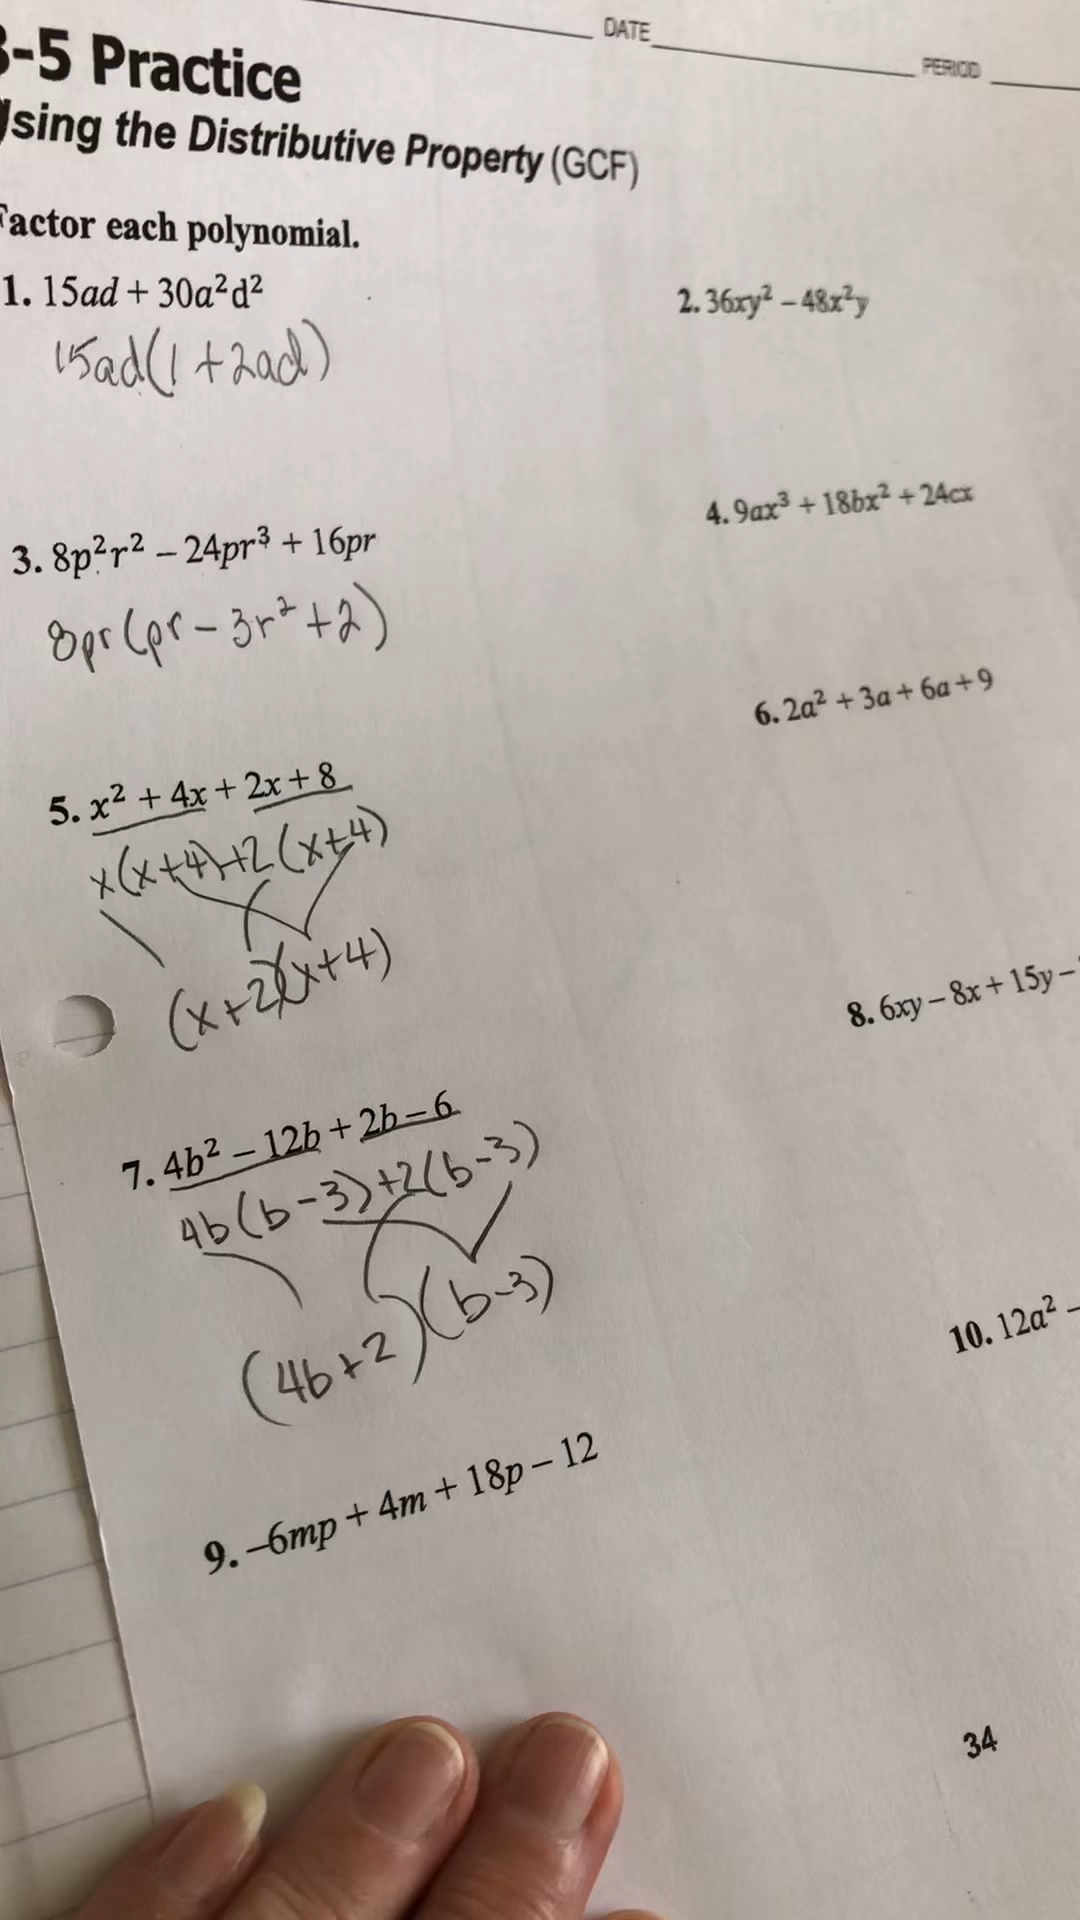 DATE
PERIOD
-5 Practice
sing the Distributive Property (GCF)
actor each polynomial.
1. 15ad + 30a²d²
15ad(1 + 2ad)
2. 36xy² – 48x²y
3. 8p²r² – 24pr³ + 16pr
8pr(pr – 3r² + 2)
4. 9ax³ + 18bx² + 24cx
5. x² + 4x + 2x + 8
x(x+4)+2(x+4)
(x+2)(x+4)
6. 2a² + 3a + 6a + 9
7. 4b² – 12b + 2b – 6
4b(b-3)+2(b-3)
(4b+2)(b-3)
8. 6xy – 8x + 15y –
9. –6mp + 4m + 18p – 12
10. 12a² –
34